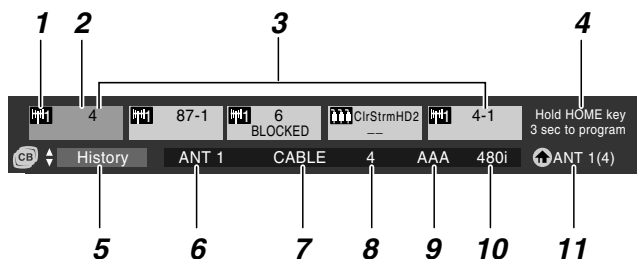 1 2 3 4
4 87-1 6 ClrStrmHD2 4-1 Hold HOME key
BLOCKED -- 3 sec to program
CB History ANT 1 CABLE 4 AAA 480i ANT 1(4)
5 6 7 8 9 10 11